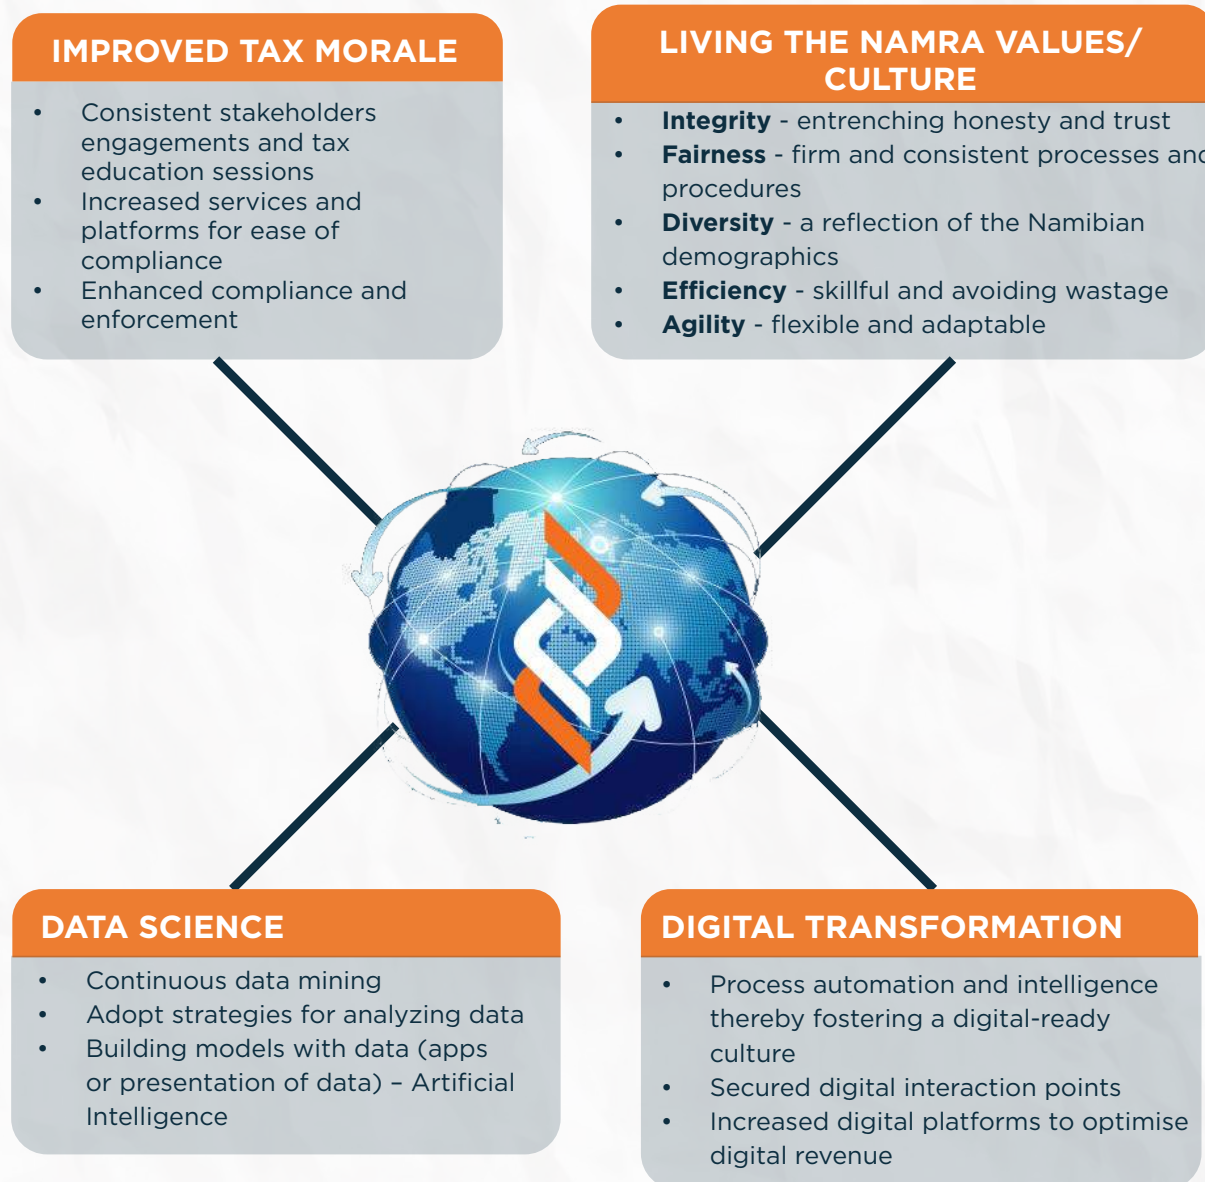 IMPROVED TAX MORALE
• Consistent stakeholders
engagements and tax
education sessions
• Increased services and
platforms for ease of
compliance
• Enhanced compliance and
enforcement
LIVING THE NAMRA VALUES/
CULTURE
• Integrity - entrenching honesty and trust
• Fairness - firm and consistent processes and
procedures
• Diversity - a reflection of the Namibian
demographics
• Efficiency - skillful and avoiding wastage
• Agility - flexible and adaptable
DATA SCIENCE
• Continuous data mining
• Adopt strategies for analyzing data
• Building models with data (apps
or presentation of data) – Artificial
Intelligence
DIGITAL TRANSFORMATION
• Process automation and intelligence
thereby fostering a digital-ready
culture
• Secured digital interaction points
• Increased digital platforms to optimise
digital revenue